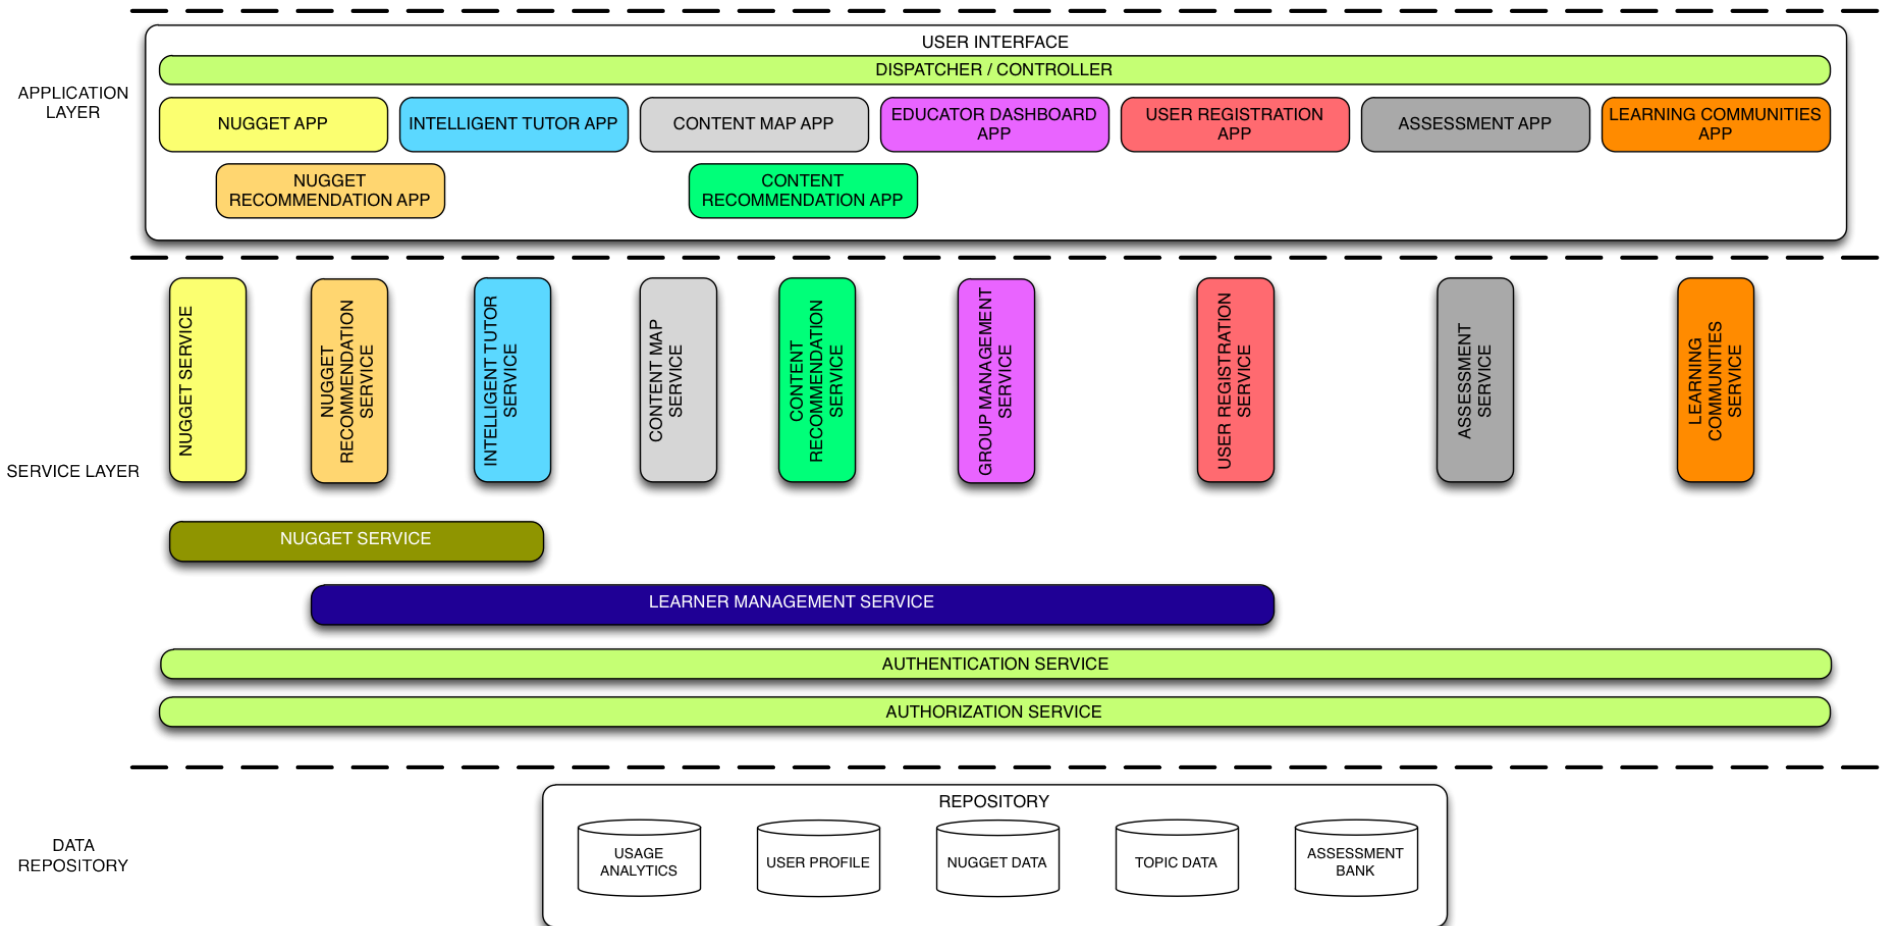 USER INTERFACE
DISPATCHER / CONTROLLER
APPLICATION
LAYER
NUGGET APP
INTELLIGENT TUTOR APP
CONTENT MAP APP
EDUCATOR DASHBOARD
APP
USER REGISTRATION
APP
ASSESSMENT APP
LEARNING COMMUNITIES
APP
NUGGET
RECOMMENDATION APP
CONTENT
RECOMMENDATION APP
SERVICE LAYER
NUGGET SERVICE
NUGGET
RECOMMENDATION
SERVICE
INTELLIGENT TUTOR
SERVICE
CONTENT MAP
SERVICE
CONTENT
RECOMMENDATION
SERVICE
GROUP MANAGEMENT
SERVICE
USER REGISTRATION
SERVICE
ASSESSMENT
SERVICE
LEARNING
COMMUNITIES
SERVICE
NUGGET SERVICE
LEARNER MANAGEMENT SERVICE
AUTHENTICATION SERVICE
AUTHORIZATION SERVICE
DATA
REPOSITORY
REPOSITORY
USAGE
ANALYTICS
USER PROFILE
NUGGET DATA
TOPIC DATA
ASSESSMENT
BANK